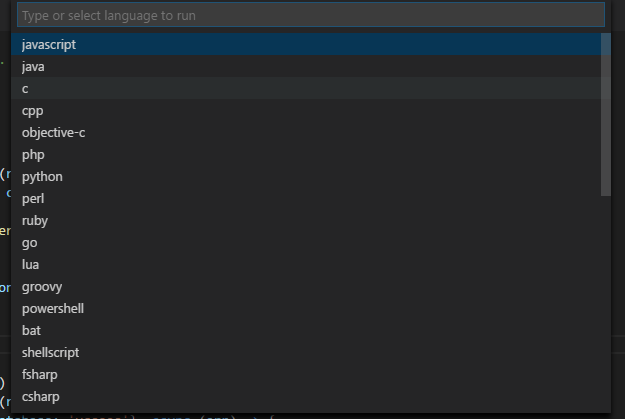 Type or select language to run
javascript
java
c
cpp
objective-c
php
python
perl
ruby
go
lua
groovy
powershell
bat
shellscript
fsharp
csharp